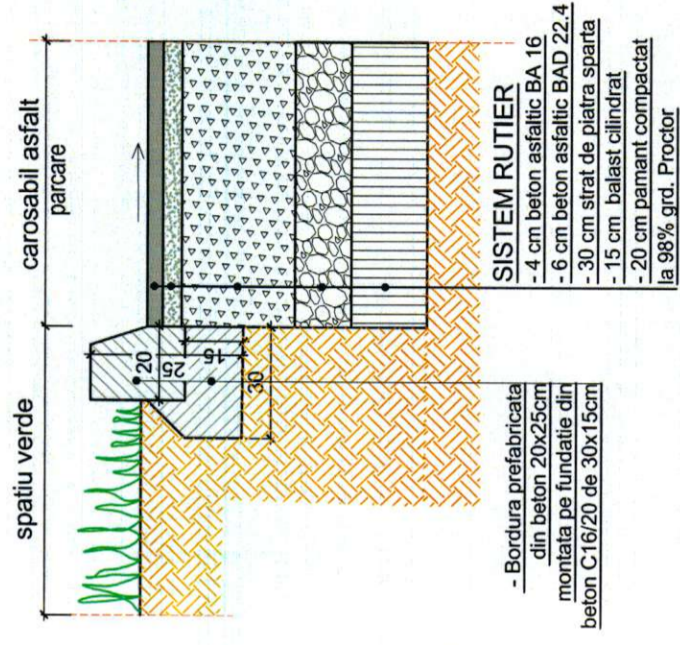 spatiu verde
carosabil asfalt
parcare
20
25
15
30
SISTEM RUTIER
- 4 cm beton asfaltic BA 16
- 6 cm beton asfaltic BAD 22.4
- 30 cm strat de piatra sparta
- 15 cm balast cilindrat
- 20 cm pamant compactat
la 98% grd. Proctor
- Bordura prefabricata
din beton 20x25cm
montata pe fundatie din
beton C16/20 de 30x15cm